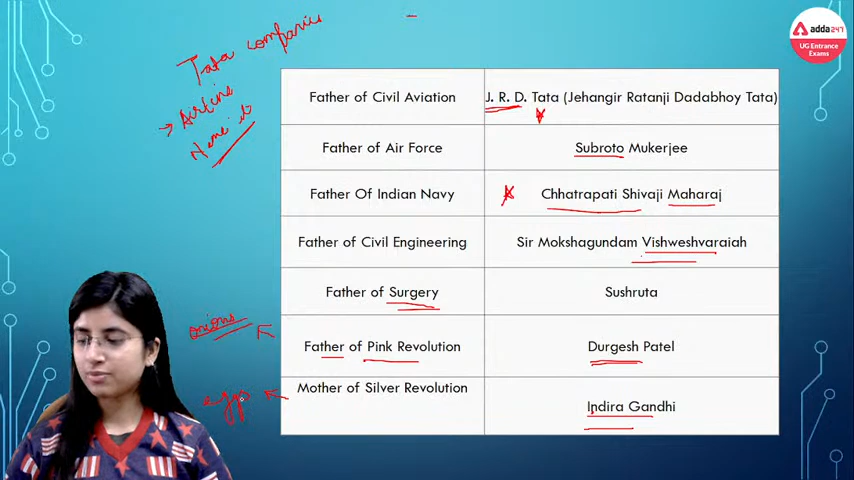 Tata companies
adda247
UG Entrance
Exams
→ Airline
Name it
Father of Civil Aviation J. R. D. Tata (Jehangir Ratanji Dadabhoy Tata)
Father of Air Force Subroto Mukerjee
Father Of Indian Navy Chhatrapati Shivaji Maharaj
Father of Civil Engineering Sir Mokshagundam Vishweshvaraiah
Father of Surgery Sushruta
onions
Father of Pink Revolution Durgesh Patel
Mother of Silver Revolution
Indira Gandhi